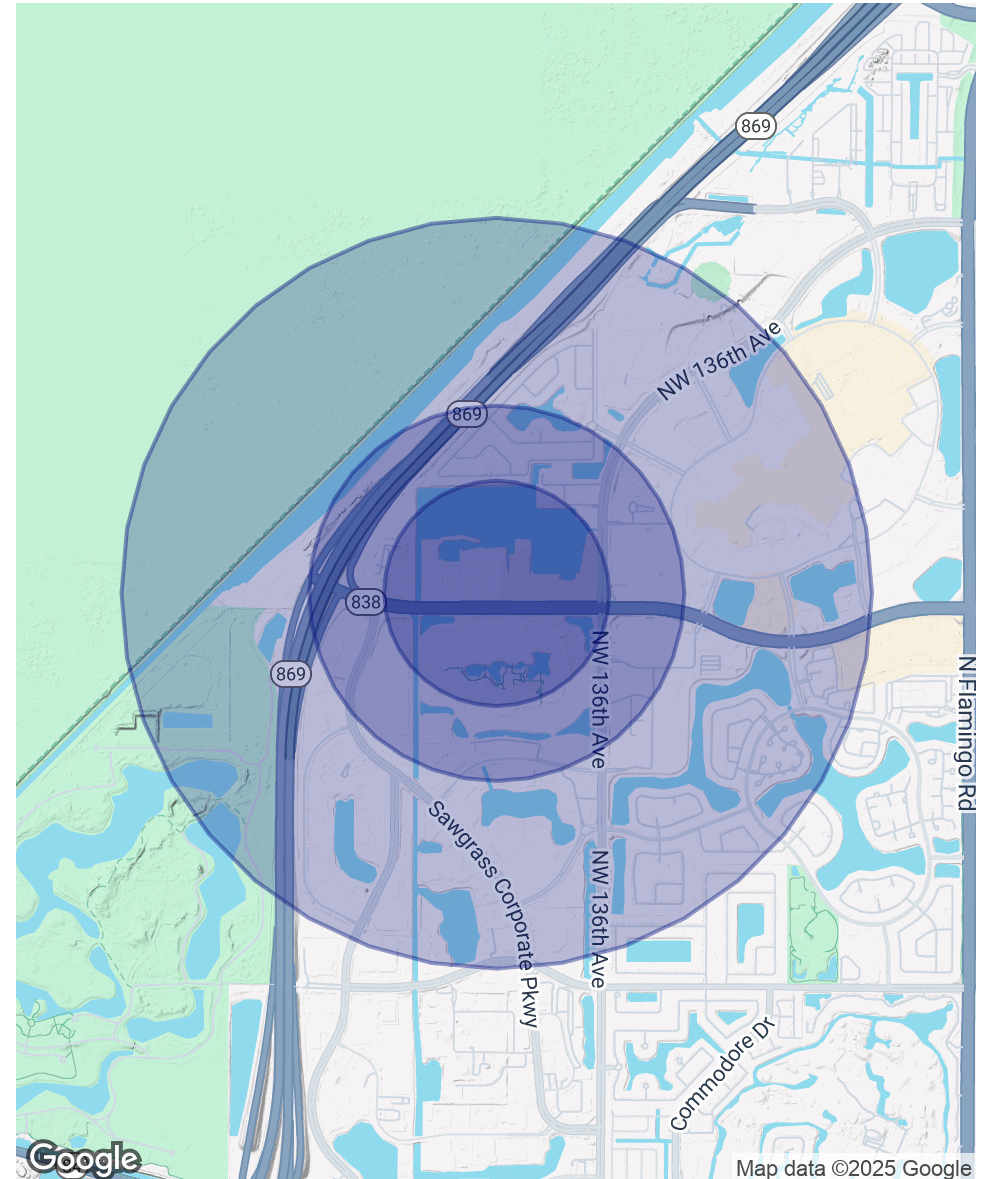 869
NW 136th Ave
869
838
NW 136th Ave
869
N Flamingo Rd
Sawgrass Corporate Pkwy
NW 136th Ave
Commodore Dr
Google
Map data ©2025 Google